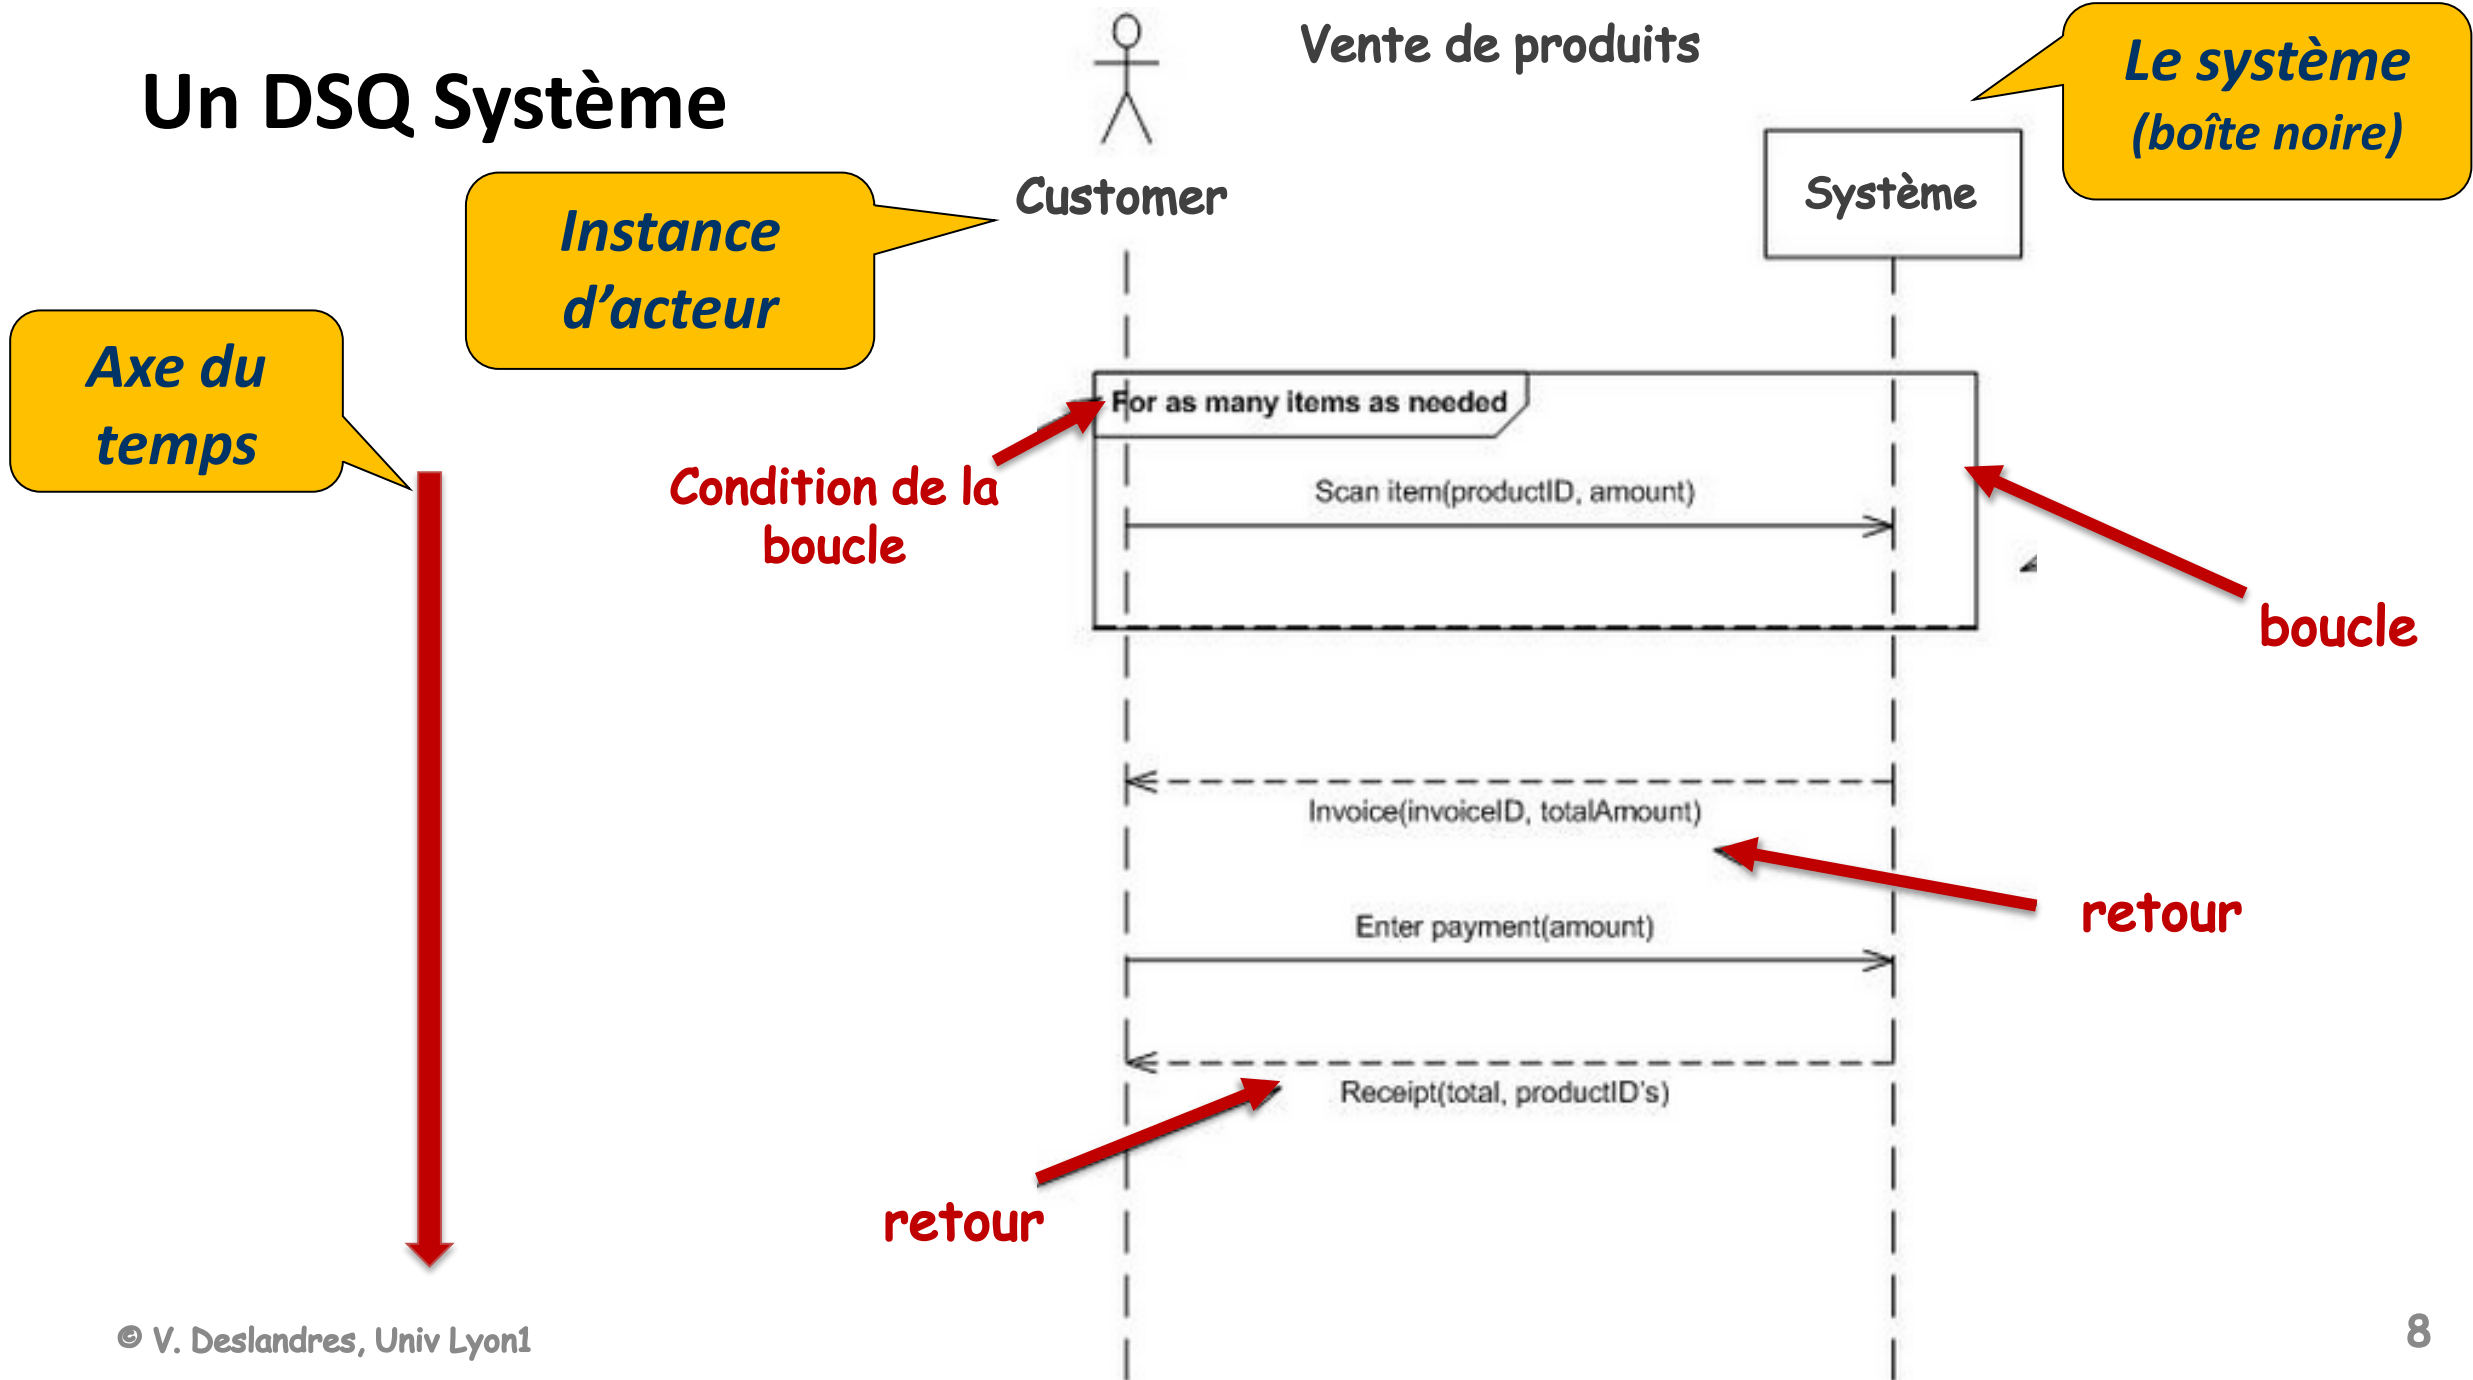 Un DSQ Système
Vente de produits
Le système
(boîte noire)
Customer
Système
Instance
d’acteur
Axe du
temps
For as many items as needed
Condition de la
boucle
Scan item(productID, amount)
boucle
Invoice(invoiceID, totalAmount)
retour
Enter payment(amount)
Receipt(total, productID's)
retour
© V. Deslandres, Univ Lyon1
8